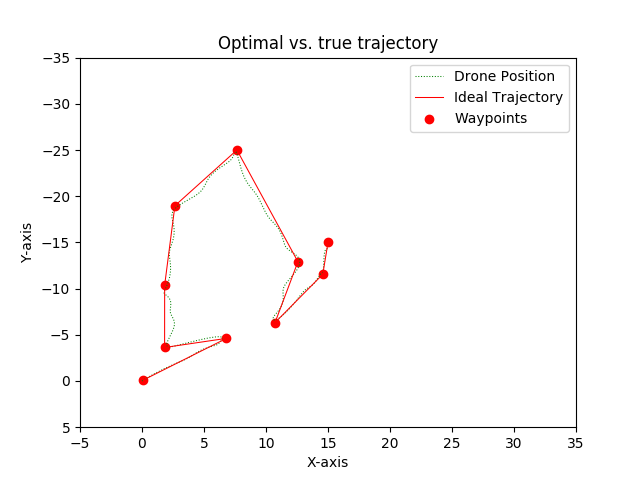 Optimal vs. true trajectory
Drone Position
Ideal Trajectory
Waypoints
Y-axis
−35
−30
−25
−20
−15
−10
−5
0
5
−5 0 5 10 15 20 25 30 35
X-axis